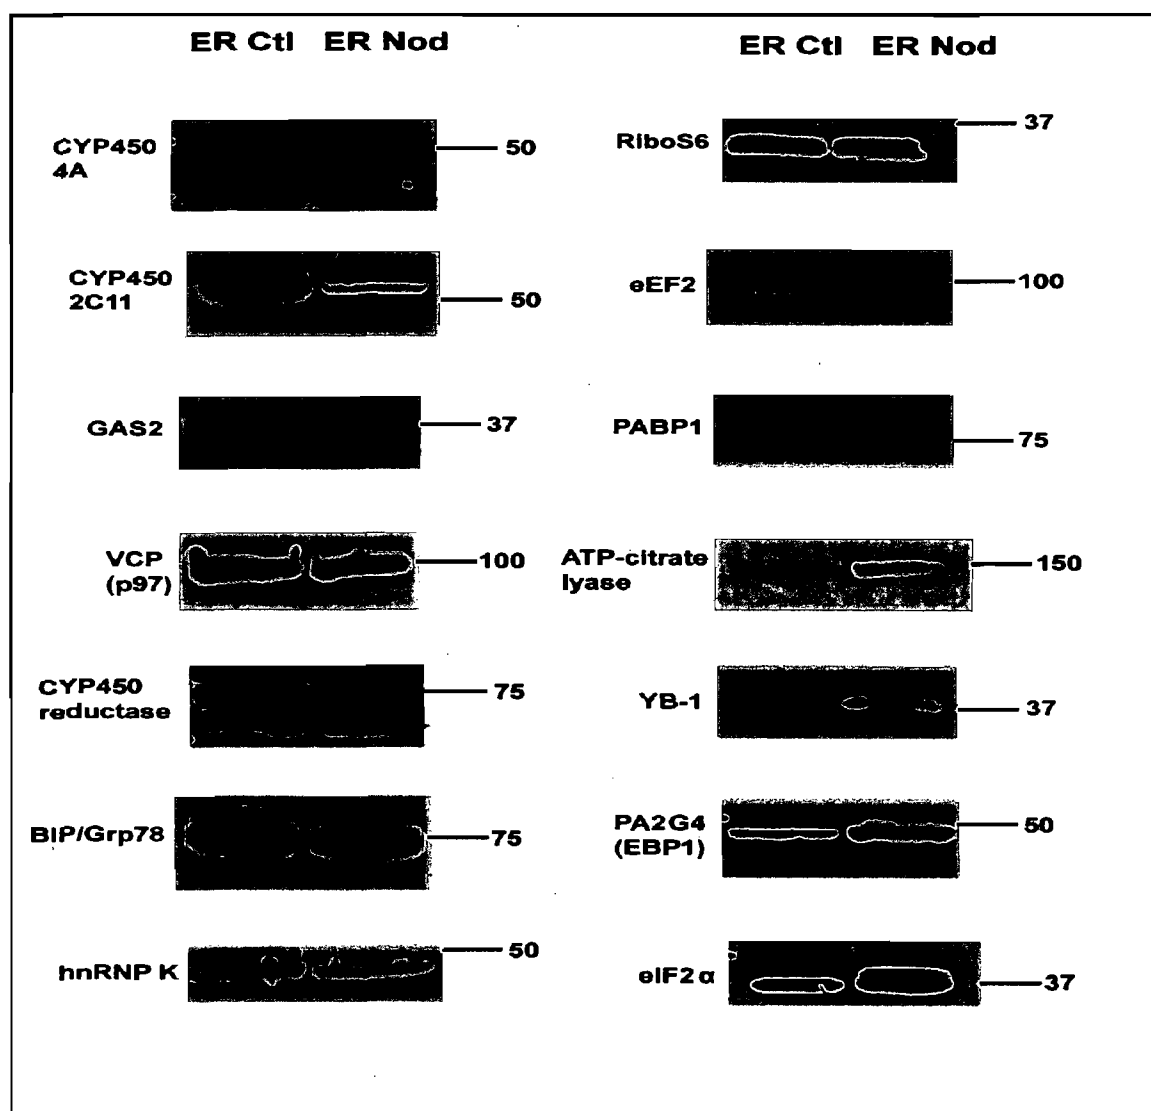 ER Ctl ER Nod
CYP450
4A
50
CYP450
2C11
50
GAS2
37
VCP
(p97)
100
CYP450
reductase
75
BIP/Grp78
75
hnRNP K
50
ER Ctl ER Nod
RiboS6
37
eEF2
100
PABP1
75
ATP-citrate
lyase
150
YB-1
37
PA2G4
(EBP1)
50
eIF2α
37